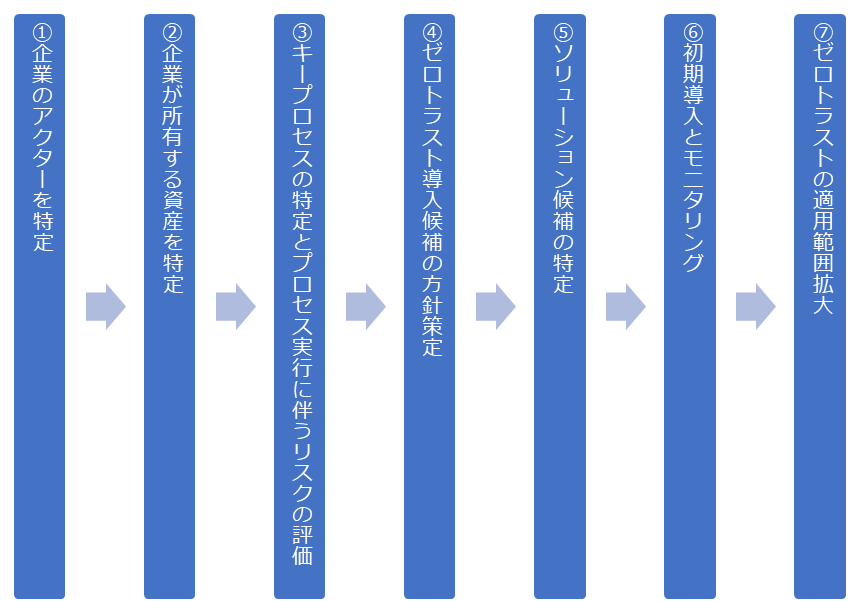 ①企業のアクターを特定
②企業が所有する資産を特定
③キープロセスの特定とプロセス実行に伴うリスクの評価
④ゼロトラスト導入候補の方針策定
⑤ソリューション候補の特定
⑥初期導入とモニタリング
⑦ゼロトラストの適用範囲拡大